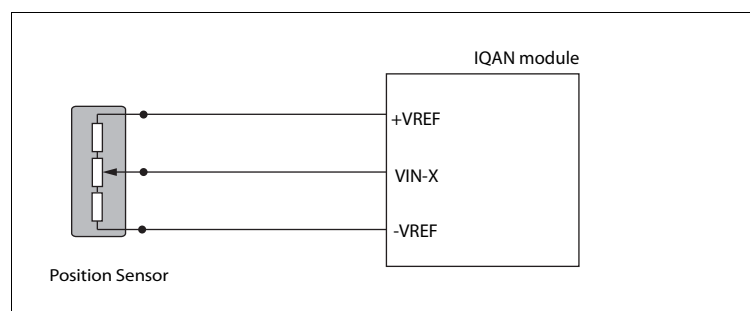 IQAN module
+VREF
VIN-X
-VREF
Position Sensor